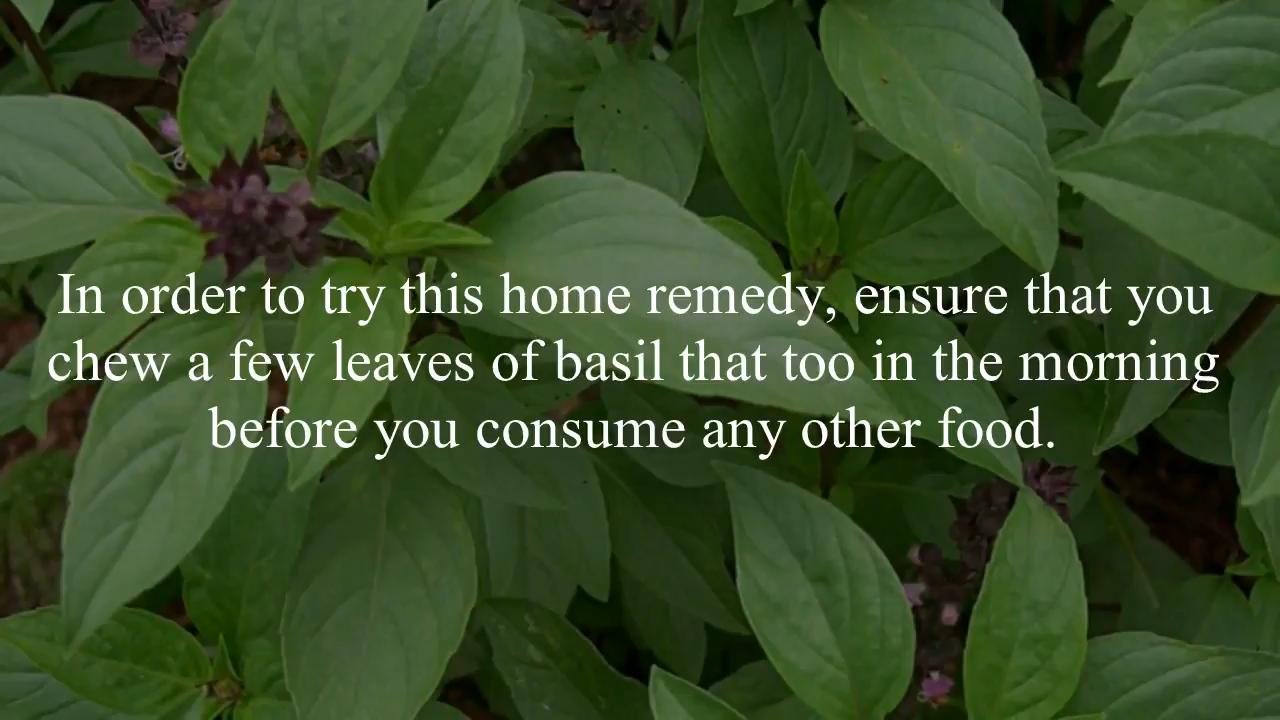 In order to try this home remedy, ensure that you
chew a few leaves of basil that too in the morning
before you consume any other food.